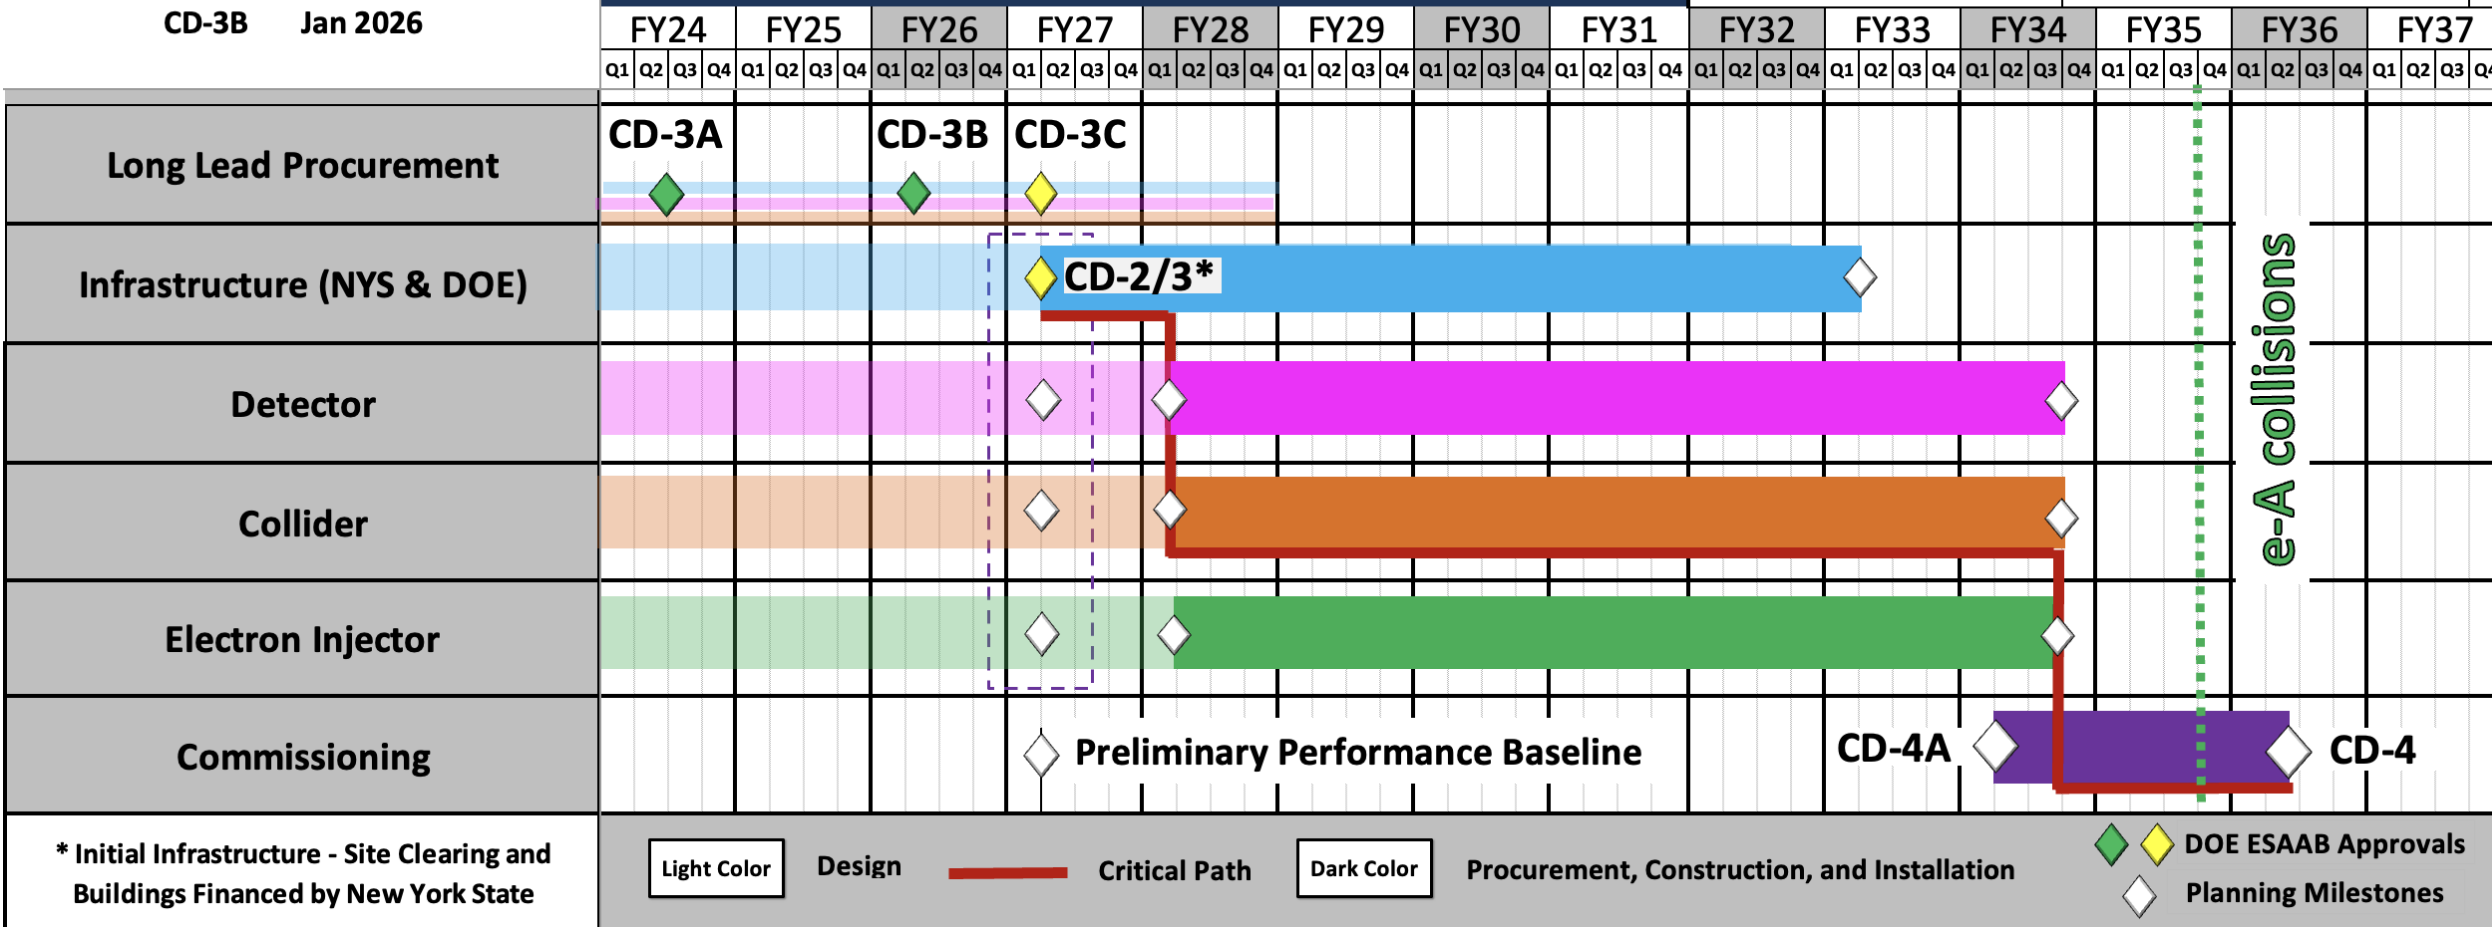 CD-3B Jan 2026
FY24 FY25 FY26 FY27 FY28 FY29 FY30 FY31 FY32 FY33 FY34 FY35 FY36 FY37
Q1 Q2 Q3 Q4 Q1 Q2 Q3 Q4 Q1 Q2 Q3 Q4 Q1 Q2 Q3 Q4 Q1 Q2 Q3 Q4 Q1 Q2 Q3 Q4 Q1 Q2 Q3 Q4 Q1 Q2 Q3 Q4 Q1 Q2 Q3 Q4 Q1 Q2 Q3 Q4 Q1 Q2 Q3 Q4 Q1 Q2 Q3 Q4 Q1 Q2 Q3 Q4 Q1 Q2 Q3 Q4
CD-3A CD-3B CD-3C
Long Lead Procurement
Infrastructure (NYS & DOE)
CD-2/3*
Detector
e-A collisions
Collider
Electron Injector
Commissioning
Preliminary Performance Baseline
CD-4A
CD-4
* Initial Infrastructure - Site Clearing and
Buildings Financed by New York State
Light Color
Design
Critical Path
Dark Color
Procurement, Construction, and Installation
DOE ESAAB Approvals
Planning Milestones